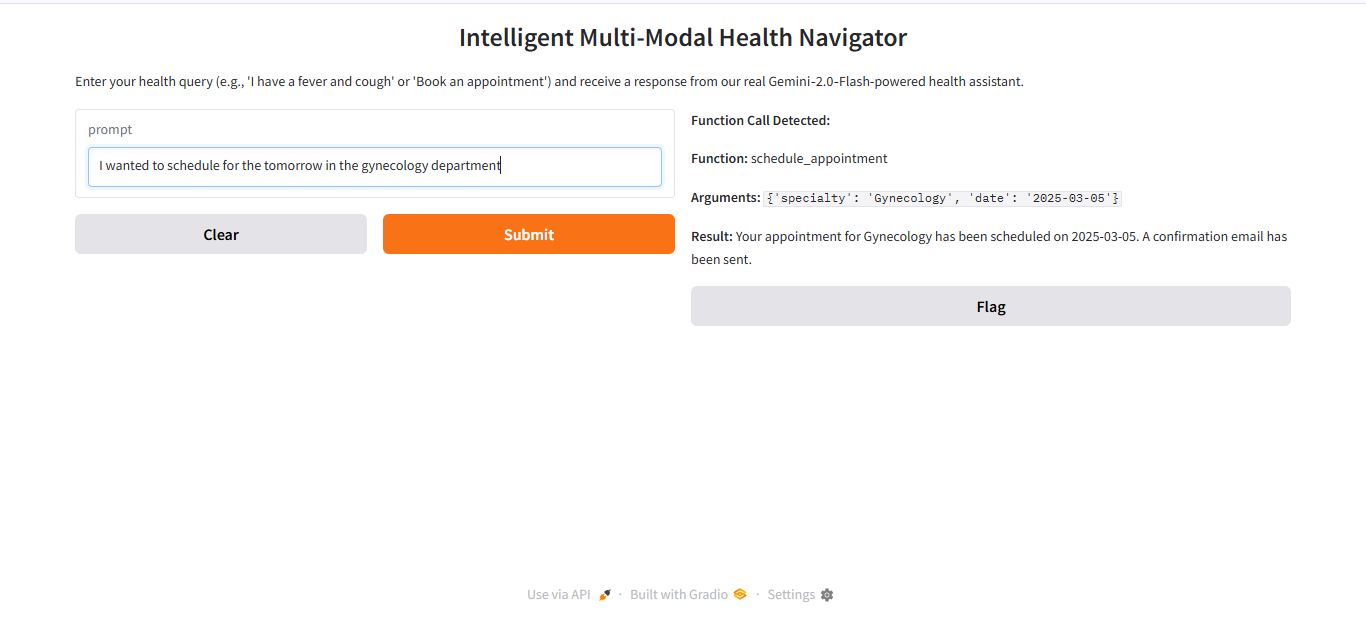 Intelligent Multi-Modal Health Navigator
Enter your health query (e.g., 'I have a fever and cough' or 'Book an appointment') and receive a response from our real Gemini-2.0-Flash-powered health assistant.
prompt
I wanted to schedule for the tomorrow in the gynecology department
Clear
Submit
Function Call Detected:
Function: schedule_appointment
Arguments: {'specialty': 'Gynecology', 'date': '2025-03-05'}
Result: Your appointment for Gynecology has been scheduled on 2025-03-05. A confirmation email has
been sent.
Flag
Use via API · Built with Gradio · Settings